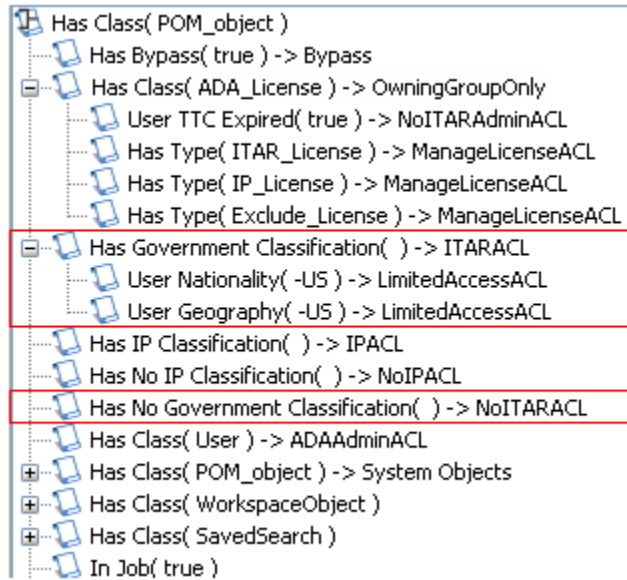 Has Class( POM_object )
Has Bypass( true ) -> Bypass
Has Class( ADA_License ) -> OwningGroupOnly
User TTC Expired( true ) -> NoITARAdminACL
Has Type( ITAR_License ) -> ManageLicenseACL
Has Type( IP_License ) -> ManageLicenseACL
Has Type( Exclude_License ) -> ManageLicenseACL
Has Government Classification( ) -> ITARACL
User Nationality( -US ) -> LimitedAccessACL
User Geography( -US ) -> LimitedAccessACL
Has IP Classification( ) -> IPACL
Has No IP Classification( ) -> NoIPACL
Has No Government Classification( ) -> NoITARACL
Has Class( User ) -> ADAAdminACL
Has Class( POM_object ) -> System Objects
Has Class( WorkspaceObject )
Has Class( SavedSearch )
In Job( true )